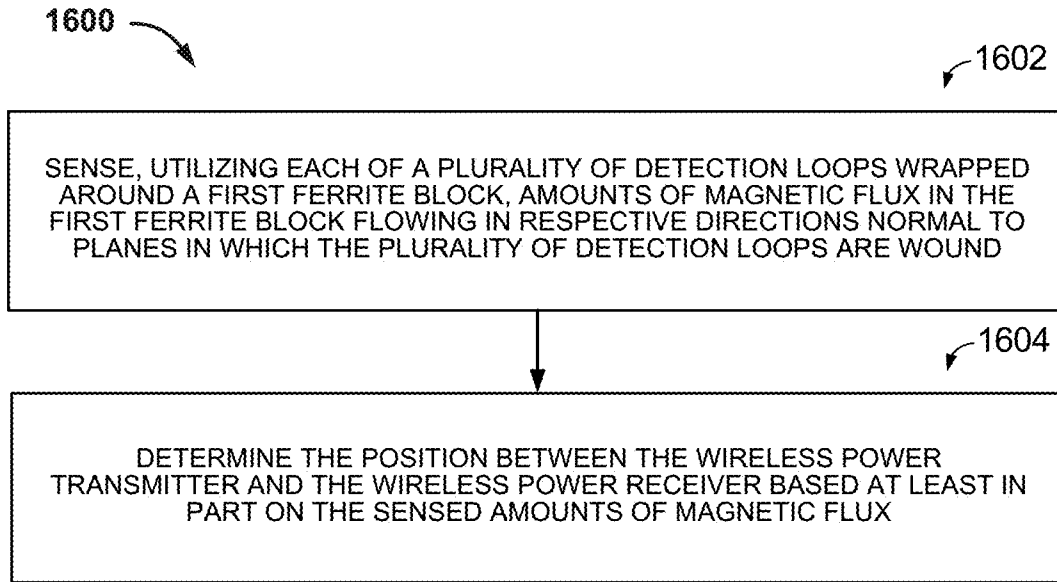 1600
1602
SENSE, UTILIZING EACH OF A PLURALITY OF DETECTION LOOPS WRAPPED
AROUND A FIRST FERRITE BLOCK, AMOUNTS OF MAGNETIC FLUX IN THE
FIRST FERRITE BLOCK FLOWING IN RESPECTIVE DIRECTIONS NORMAL TO
PLANES IN WHICH THE PLURALITY OF DETECTION LOOPS ARE WOUND
1604
DETERMINE THE POSITION BETWEEN THE WIRELESS POWER
TRANSMITTER AND THE WIRELESS POWER RECEIVER BASED AT LEAST IN
PART ON THE SENSED AMOUNTS OF MAGNETIC FLUX